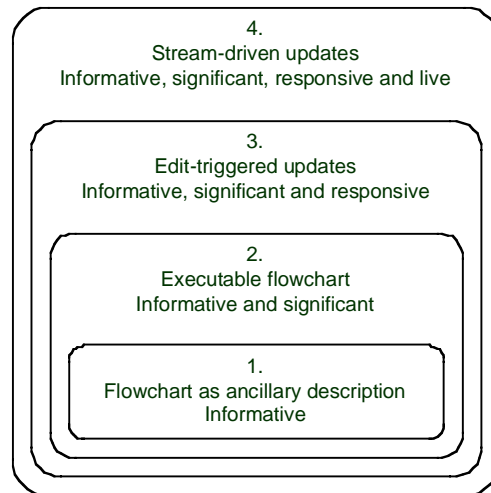 4.
Stream-driven updates
Informative, significant, responsive and live
3.
Edit-triggered updates
Informative, significant and responsive
2.
Executable flowchart
Informative and significant
1.
Flowchart as ancillary description
Informative